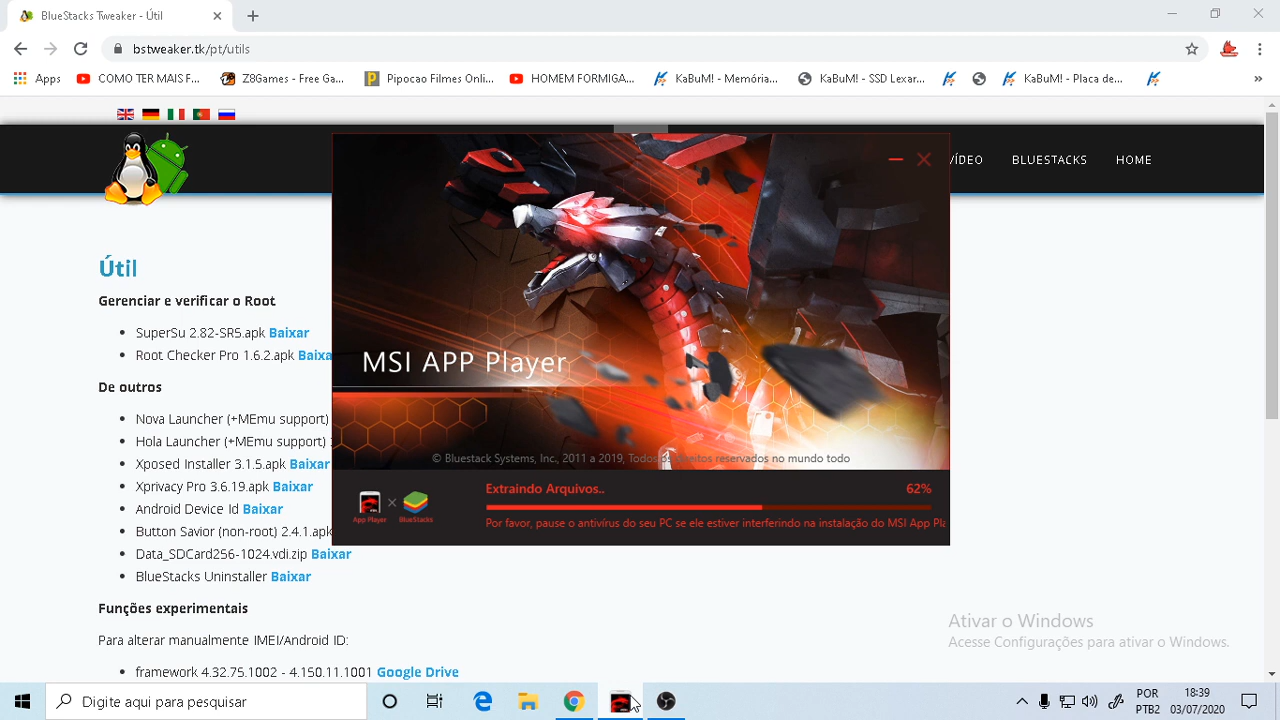 BlueStacks Tweaker - Útil
bstweaker.tk/pt/utils
Apps
COMO TER MAIS F...
Z8Games - Free Ga...
Pipocao Filmes Onli...
HOMEM FORMIGA...
KaBuM! - Memória...
KaBuM! - SSD Lexar...
KaBuM! - Placa de...
VÍDEO
BLUESTACKS
HOME
Útil
Gerenciar e verificar o Root
SuperSu 2.82-SR5.apk Baixar
Root Checker Pro 1.6.2.apk Baixa
De outros
Nova Launcher (+MEmu support)
Hola Launcher (+MEmu support)
Xposed Installer 3.1.5.apk Baixar
Xprivacy Pro 3.6.19.apk Baixar
Android Device Id Baixar
Button Savior (non-root) 2.4.1.apk
Data_SDCard256-1024.vdi.zip Baixar
BlueStacks Uninstaller Baixar
Funções experimentais
Para alterar manualmente IMEI/Android ID:
framework 4.32.75.1002 - 4.150.11.1001 Google Drive
MSI APP Player
© Bluestack Systems, Inc., 2011 a 2019, Todos os direitos reservados no mundo todo
App Player
BlueStacks
Extraindo Arquivos..
62%
Por favor, pause o antivírus do seu PC se ele estiver interferindo na instalação do MSI App Pla
Ativar o Windows
Acesse Configurações para ativar o Windows.
Digite aqui para pesquisar
POR
PTB2
18:39
03/07/2020